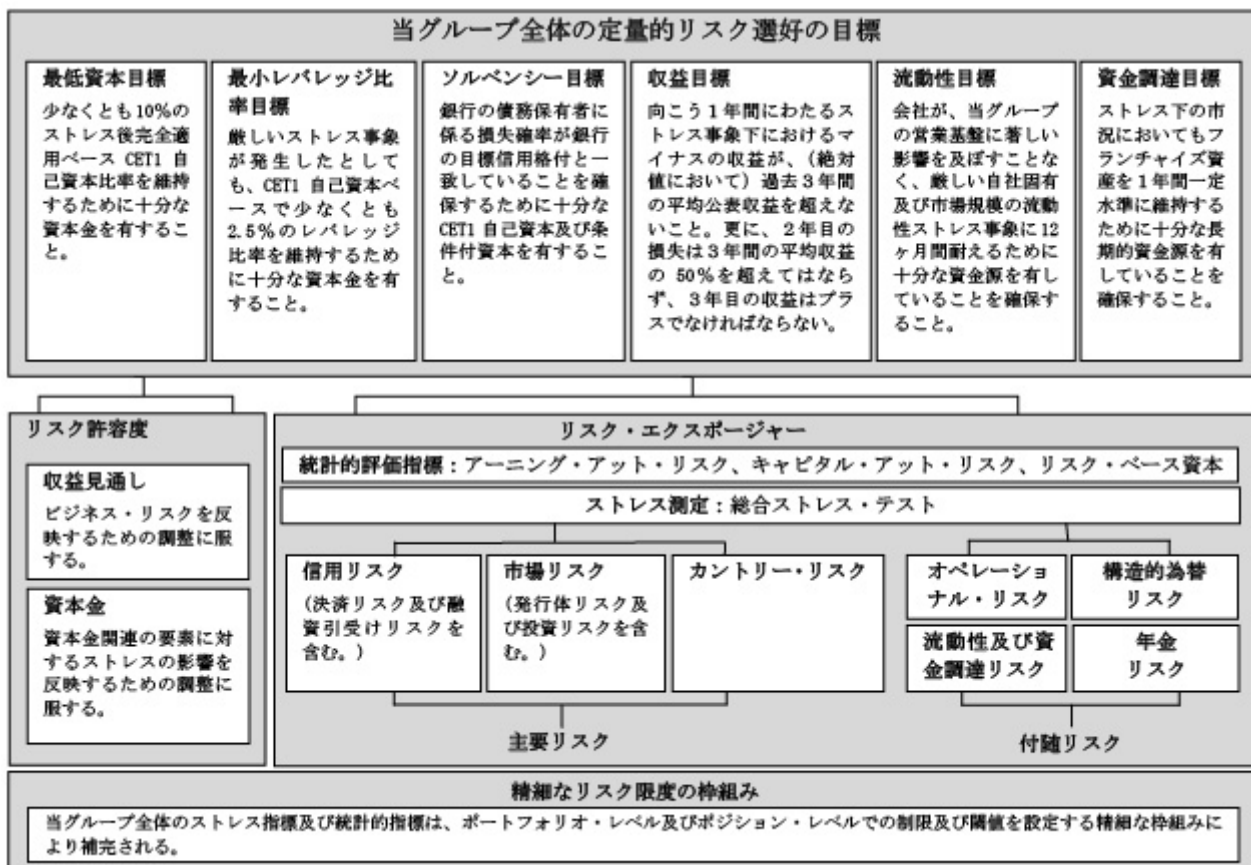 当グループ全体の定量的リスク選好の目標
最低資本目標
少なくとも10%の
ストレス後完全適
用ベース CET1 自
己資本比率を維持
するために十分な
資本金を有するこ
と。
最小レバレッジ比
率目標
厳しいストレス事象
が発生したとして
も、CET1 自己資本ベ
ースで少なくとも
2.5%のレバレッジ
比率を維持するため
に十分な資本金を有
すること。
ソルベンシー目標
銀行の債務保有者に
係る損失確率が銀行
の目標信用格付と一
致していることを確
保するために十分な
CET1 自己資本及び条
件付資本を有するこ
と。
収益目標
向こう1年間にわたるス
トレス事象下におけるマ
イナスの収益が、(絶対
値において)過去3年間
の平均公表収益を超えな
いこと。更に、2年目の
損失は3年間の平均収益
の 50%を超えてはなら
ず、3年目の収益はプラ
スでなければならない。
流動性目標
会社が、当グループ
の営業基盤に著しい
影響を及ぼすことな
く、厳しい自社固有
及び市場規模の流動
性ストレス事象に12
ヶ月間耐えるために
十分な資金源を有し
ていることを確保す
ること。
資金調達目標
ストレス下の市
況においてもフ
ランチャイズ資
産を1年間一定
水準に維持する
ために十分な長
期的資金源を有
していることを
確保すること。
リスク許容度
収益見通し
ビジネス・リスクを反
映するための調整に服
する。
資本金
資本金関連の要素に対
するストレスの影響を
反映するための調整に
服する。
リスク・エクスポージャー
統計的評価指標:アーニング・アット・リスク、キャピタル・アット・リスク、リスク・ベース資本
ストレス測定:総合ストレス・テスト
信用リスク
(決済リスク及び融
資引受けリスクを
含む。)
市場リスク
(発行体リスク及
び投資リスクを含
む。)
カントリー・リスク
主要リスク
オペレーショ
ナル・リスク
構造的為替
リスク
流動性及び資
金調達リスク
年金
リスク
付随リスク
精細なリスク限度の枠組み
当グループ全体のストレス指標及び統計的指標は、ポートフォリオ・レベル及びポジション・レベルでの制限及び閾値を設定する精細な枠組みに
より補完される。